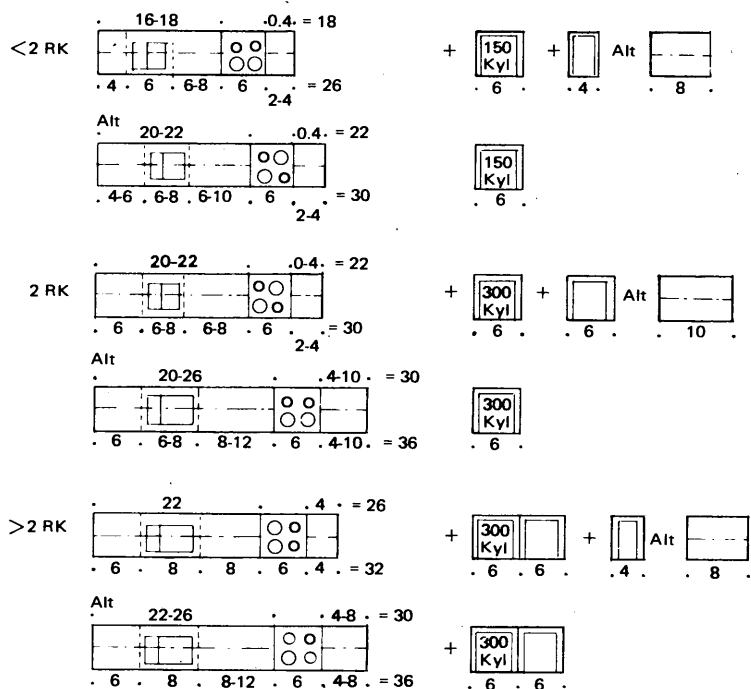 16-18 0.4. = 18
<2 RK + 150 Kyl + Alt
4 6 6-8 6 2-4 = 26 6 4 8
Alt
20-22 0.4. = 22
150 Kyl
4-6 6-8 6-10 6 2-4 = 30 6
20-22 0-4 = 22
2 RK + 300 Kyl + Alt
6 6-8 6-8 6 2-4 = 30 6 6 10
Alt
20-26 4-10 = 30
300 Kyl
6 6-8 8-12 6 4-10 = 36 6
22 4 = 26
>2 RK + 300 Kyl + Alt
6 8 8 6 4 = 32 6 6 4 8
Alt
22-26 4-8 = 30
+ 300 Kyl
6 8 8-12 6 4-8 = 36 6 6